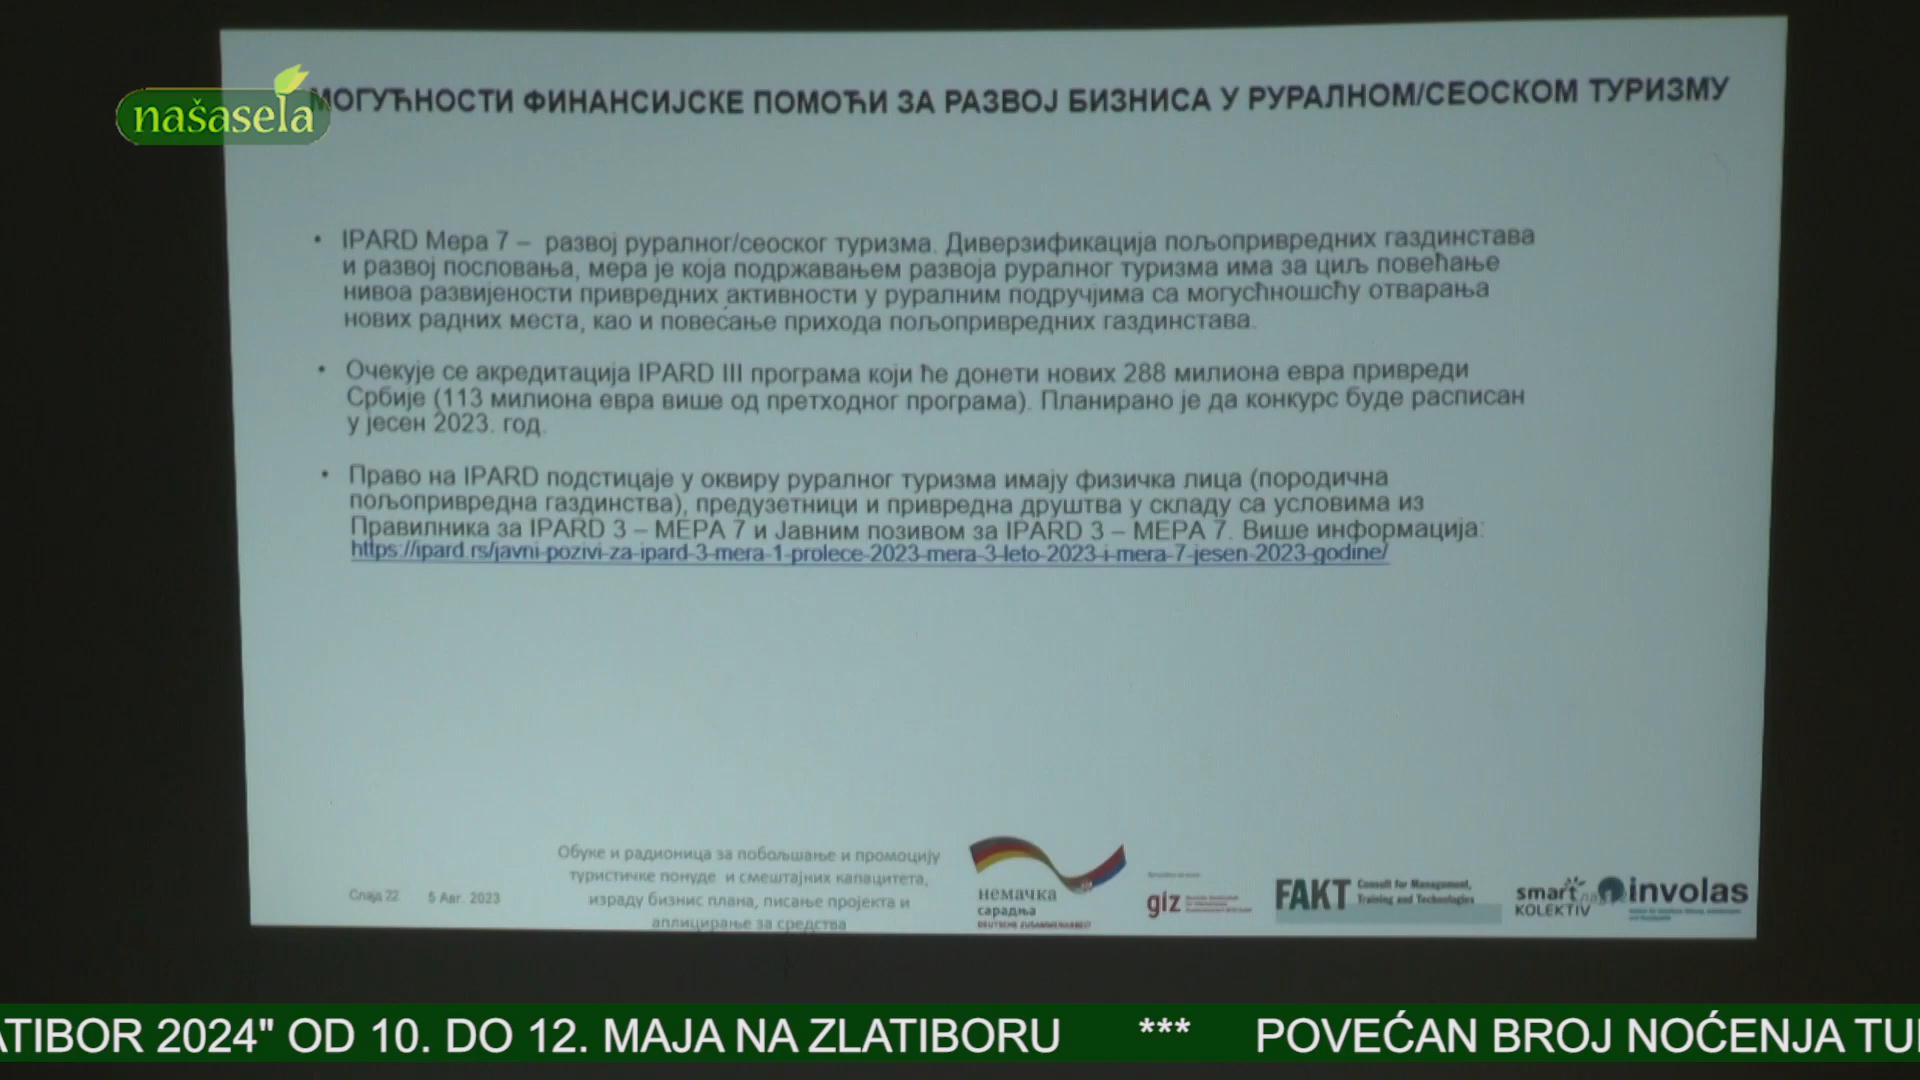 našasela
МОГУЋНОСТИ ФИНАНСИЈСКЕ ПОМОЋИ ЗА РАЗВОЈ БИЗНИСА У РУРАЛНОМ/СЕОСКОМ ТУРИЗМУ
• IPARD Мера 7 – развој руралног/сеоског туризма. Диверзификација пољопривредних газдинстава
и развој пословања, мера је која подржавањем развоја руралног туризма има за циљ повећање
нивоа развијености привредних активности у руралним подручјима са могусћношсћу отварања
нових радних места, као и повећање прихода пољопривредних газдинстава.
• Очекује се акредитација IPARD III програма који ће донети нових 288 милиона евра привреди
Србије (113 милиона евра више од претходног програма). Планирано је да конкурс буде расписан
у јесен 2023. год.
• Право на IPARD подстицаје у оквиру руралног туризма имају физичка лица (породична
пољопривредна газдинства), предузетници и привредна друштва у складу са условима из
Правилника за IPARD 3 – МЕРА 7 и Јавним позивом за IPARD 3 – МЕРА 7. Више информација:
https://ipard.rs/javni-pozivi-za-ipard-3-mera-1-prolece-2023-mera-3-leto-2023-i-mera-7-jesen-2023-godine/
Слајд 22
5 Авг. 2023
Обуке и радионица за побољшање и промоцију
туристичке понуде и смештајних капацитета,
израду бизнис плана, писање пројекта и
аплицирање за средства
немачка
сарадња
DEUTSCHE ZUSAMMENARBEIT
giz
FAKT
Consult for Management,
Training and Technologies
smart
KOLEKTIV
involas
ATIBOR 2024" OD 10. DO 12. MAJA NA ZLATIBORU *** POVEĆAN BROJ NOĆENJA TU